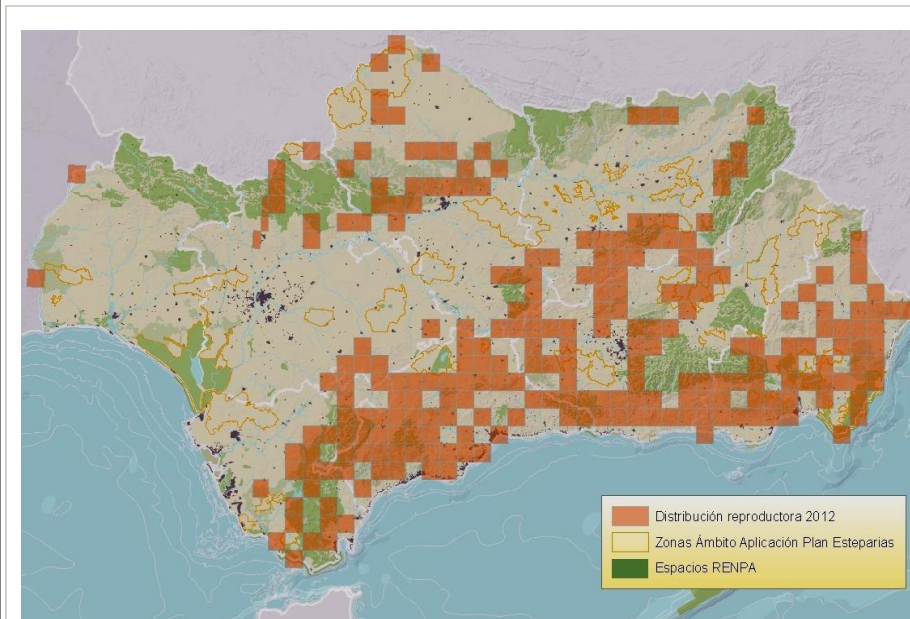 Distribución reproductora 2012
Zonas Ámbito Aplicación Plan Esteparias
Espacios RENPA